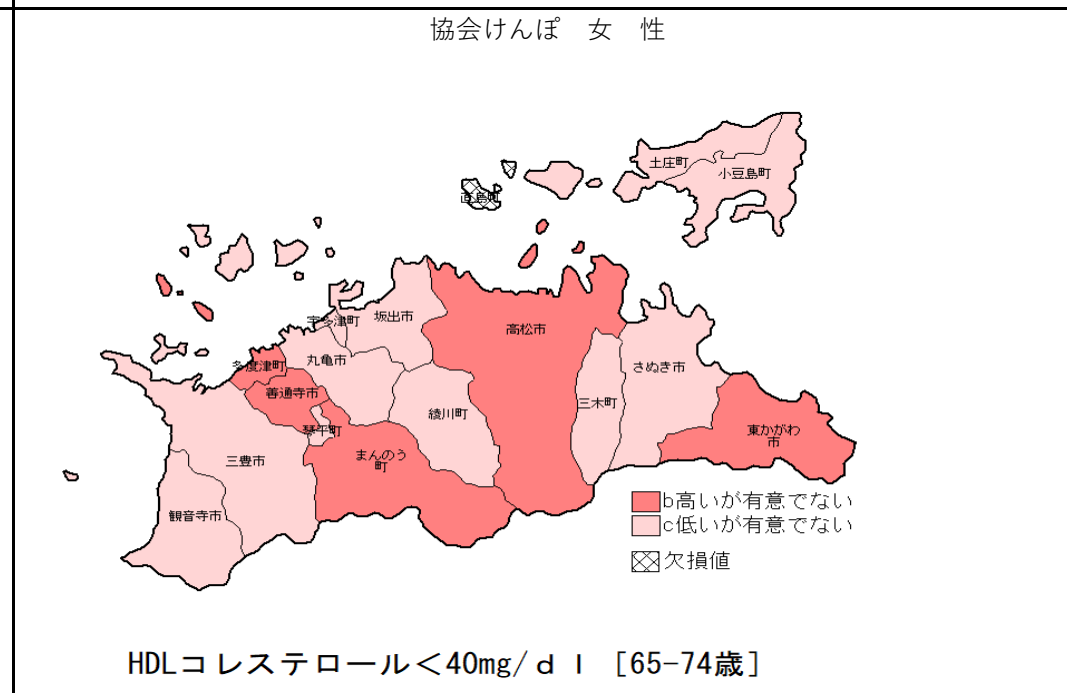 協会けんぽ 女 性
土庄町
小豆島町
直島町
宇多津町
坂出市
高松市
丸亀市
多度津町
さぬき市
善通寺市
三木町
綾川町
琴平町
東かがわ
市
まんのう
町
三豊市
観音寺市
b高いが有意でない
c低いが有意でない
欠損値
HDLコレステロール＜40mg/ｄｌ［65-74歳］